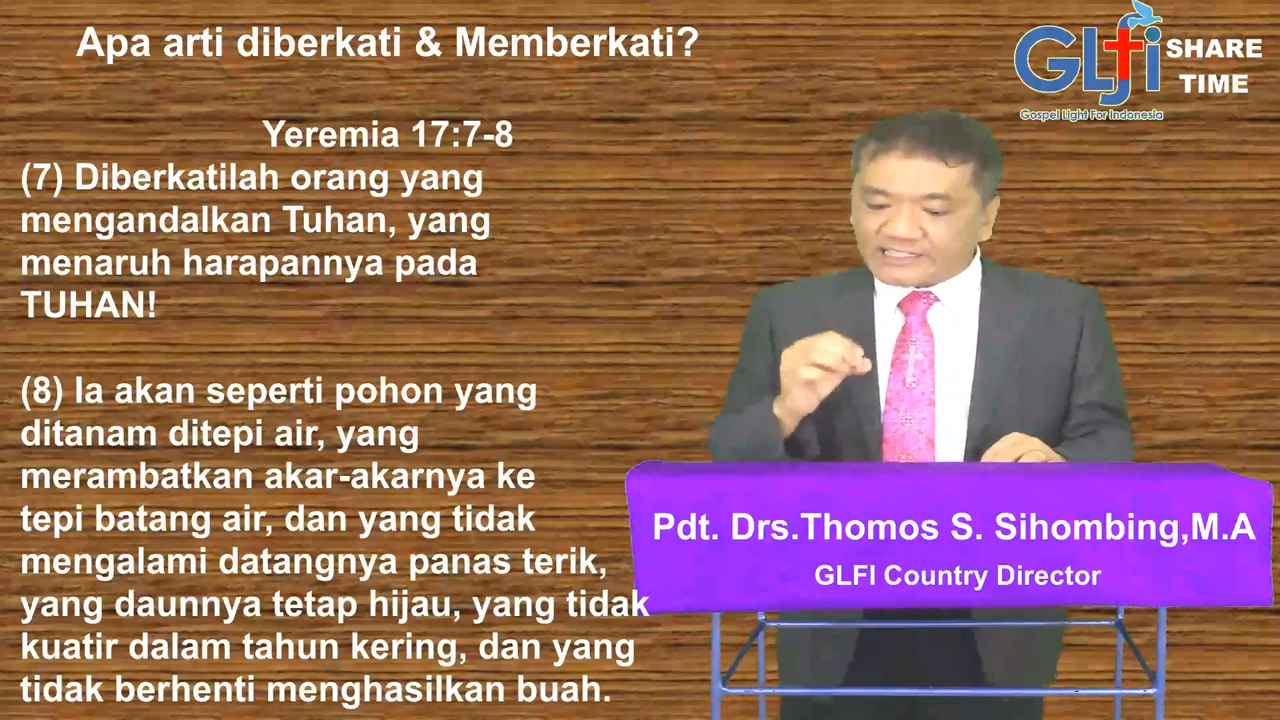 Apa arti diberkati & Memberkati?
GLfi
SHARE
TIME
Gospel Light For Indonesia
Yeremia 17:7-8
(7) Diberkatilah orang yang
mengandalkan Tuhan, yang
menaruh harapannya pada
TUHAN!
(8) Ia akan seperti pohon yang
ditanam ditepi air, yang
merambatkan akar-akarnya ke
tepi batang air, dan yang tidak
mengalami datangnya panas terik,
yang daunnya tetap hijau, yang tidak
kuatir dalam tahun kering, dan yang
tidak berhenti menghasilkan buah.
Pdt. Drs.Thomos S. Sihombing,M.A
GLFI Country Director